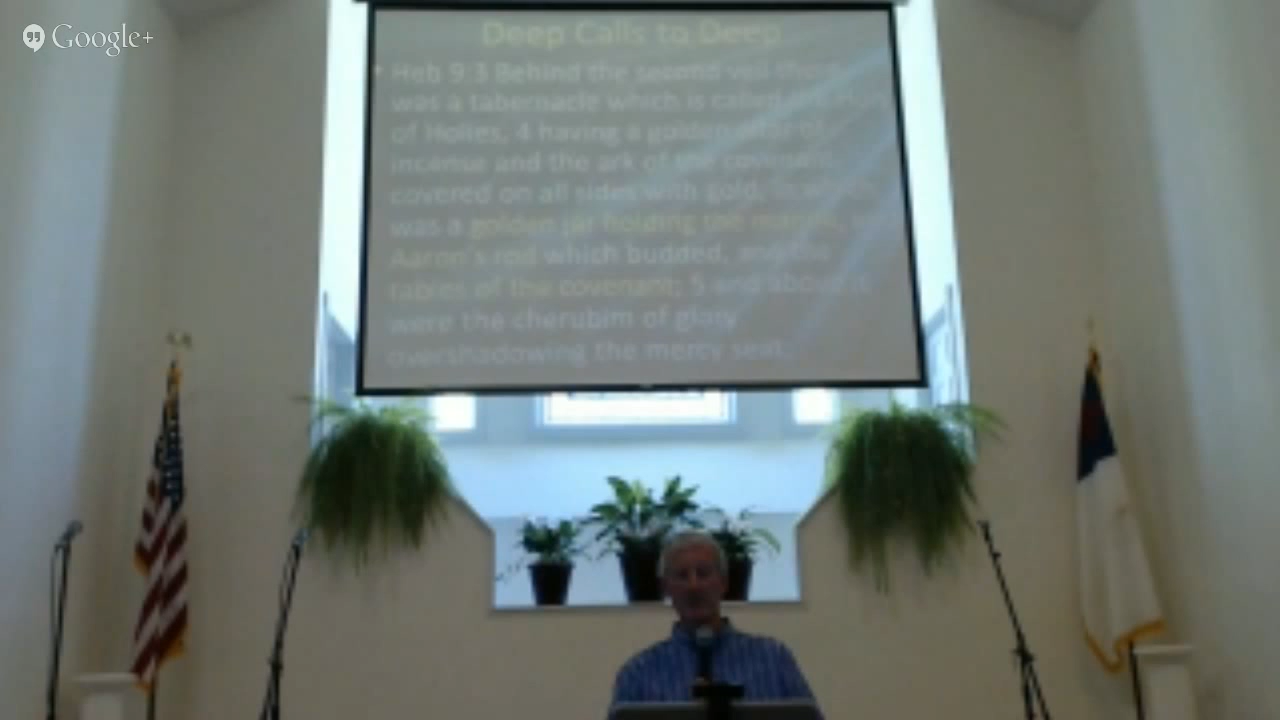 Google+
Deep Calls to Deep
• Heb 9:3 Behind the second veil there
was a tabernacle which is called the Holy
of Holies, 4 having a golden altar of
incense and the ark of the covenant
covered on all sides with gold, in which
was a golden jar holding the manna,
Aaron's rod which budded, and the
tables of the covenant; 5 and above it
were the cherubim of glory
overshadowing the mercy seat.